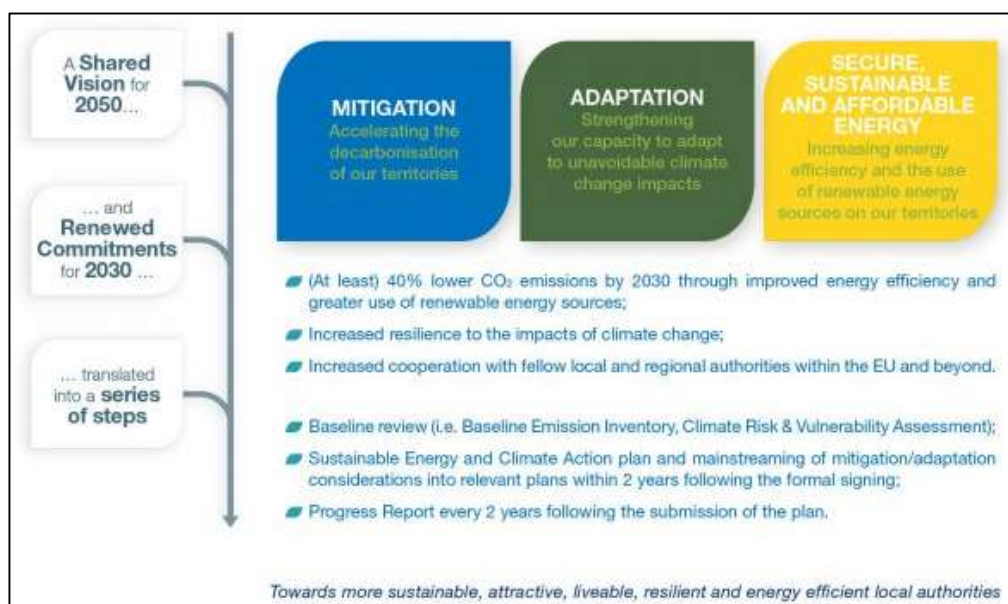 A Shared
Vision for
2050...
MITIGATION
Accelerating the
decarbonisation
of our territories
ADAPTATION
Strengthening
our capacity to adapt
to unavoidable climate
change impacts
SECURE,
SUSTAINABLE
AND AFFORDABLE
ENERGY
Increasing energy
efficiency and the use
of renewable energy
sources on our territories
... and
Renewed
Commitments
for 2030 ...
(At least) 40% lower CO₂ emissions by 2030 through improved energy efficiency and
greater use of renewable energy sources;
Increased resilience to the impacts of climate change;
Increased cooperation with fellow local and regional authorities within the EU and beyond.
... translated
into a series
of steps
Baseline review (i.e. Baseline Emission Inventory, Climate Risk & Vulnerability Assessment);
Sustainable Energy and Climate Action plan and mainstreaming of mitigation/adaptation
considerations into relevant plans within 2 years following the formal signing;
Progress Report every 2 years following the submission of the plan.
Towards more sustainable, attractive, liveable, resilient and energy efficient local authorities